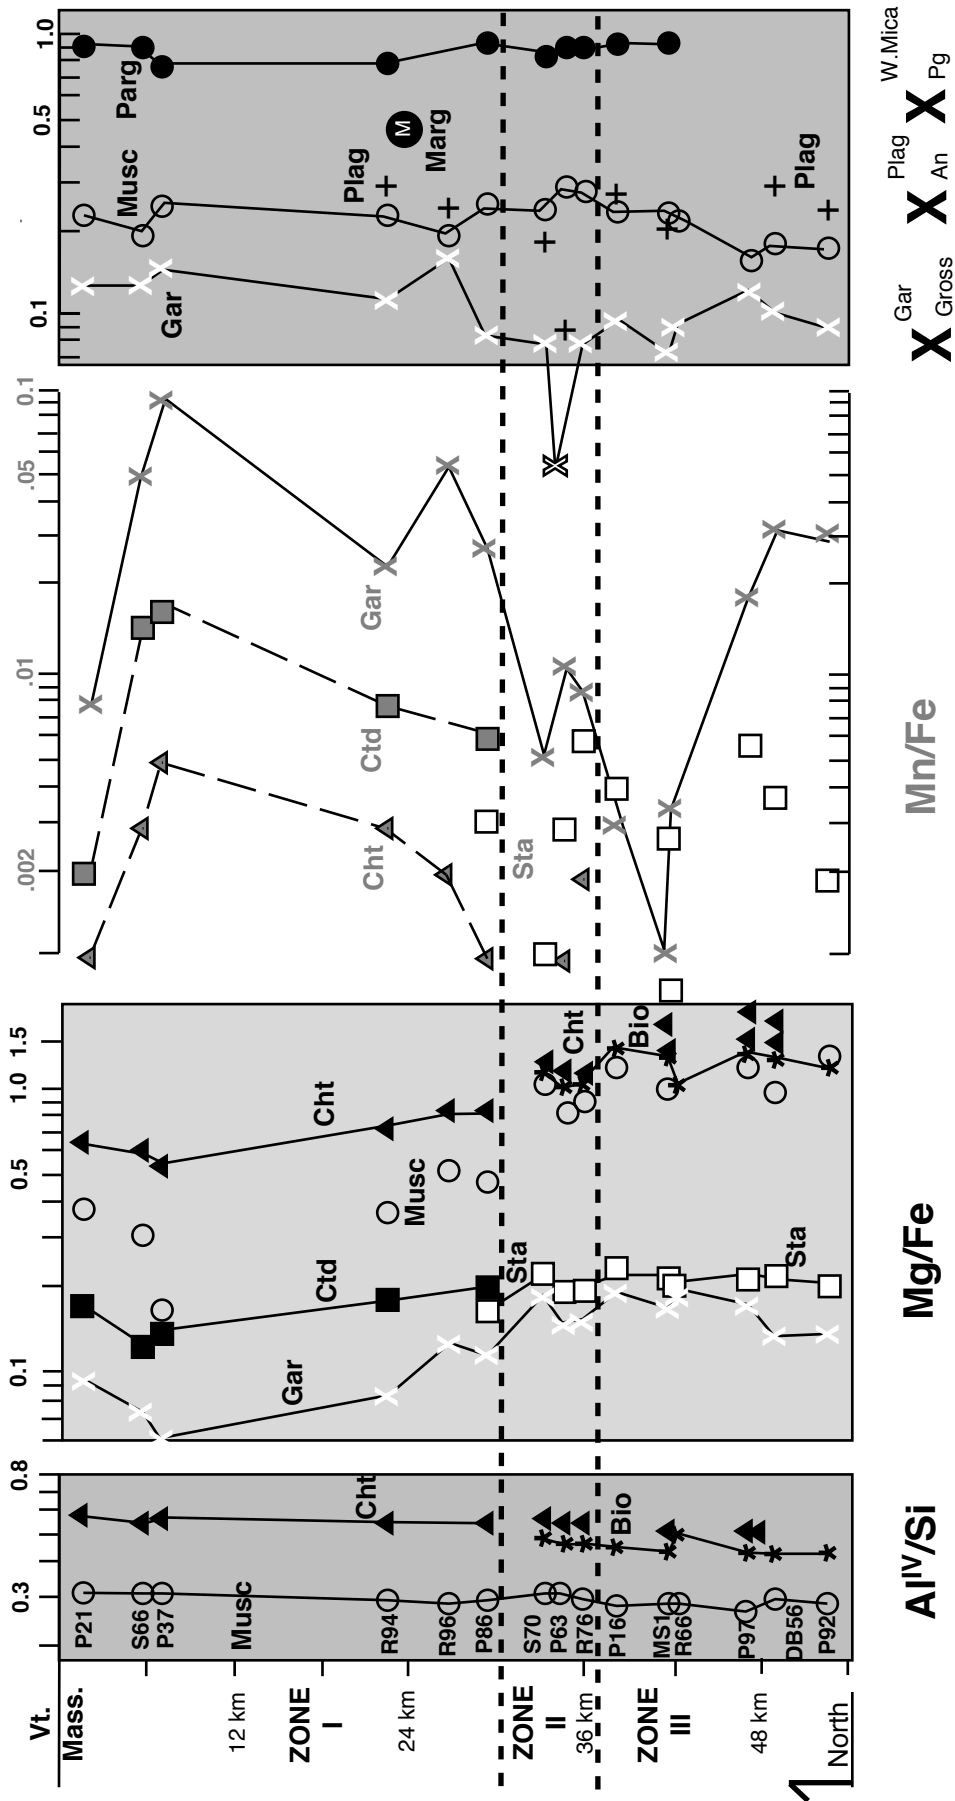 1.0
0.5
0.1
Parg
Musc
Gar
Plag
M
Marg
Plag
X Gar Gross
X Plag An
X W.Mica Pg
0.1
.05
.01
.002
Gar
Ctd
Cht
Sta
Mn/Fe
1.5
1.0
0.5
0.1
Cht
Musc
Ctd
Gar
Sta
Cht
Bio
Sta
Mg/Fe
0.8
0.3
Cht
Musc
Bio
P21
S66
P37
R94
R96
P86
S70
P63
R76
P16
MS1
R66
P97
DB56
P92
Al^IV/Si
Vt.
Mass.
12 km
ZONE
I
24 km
ZONE
II
36 km
ZONE
III
48 km
North